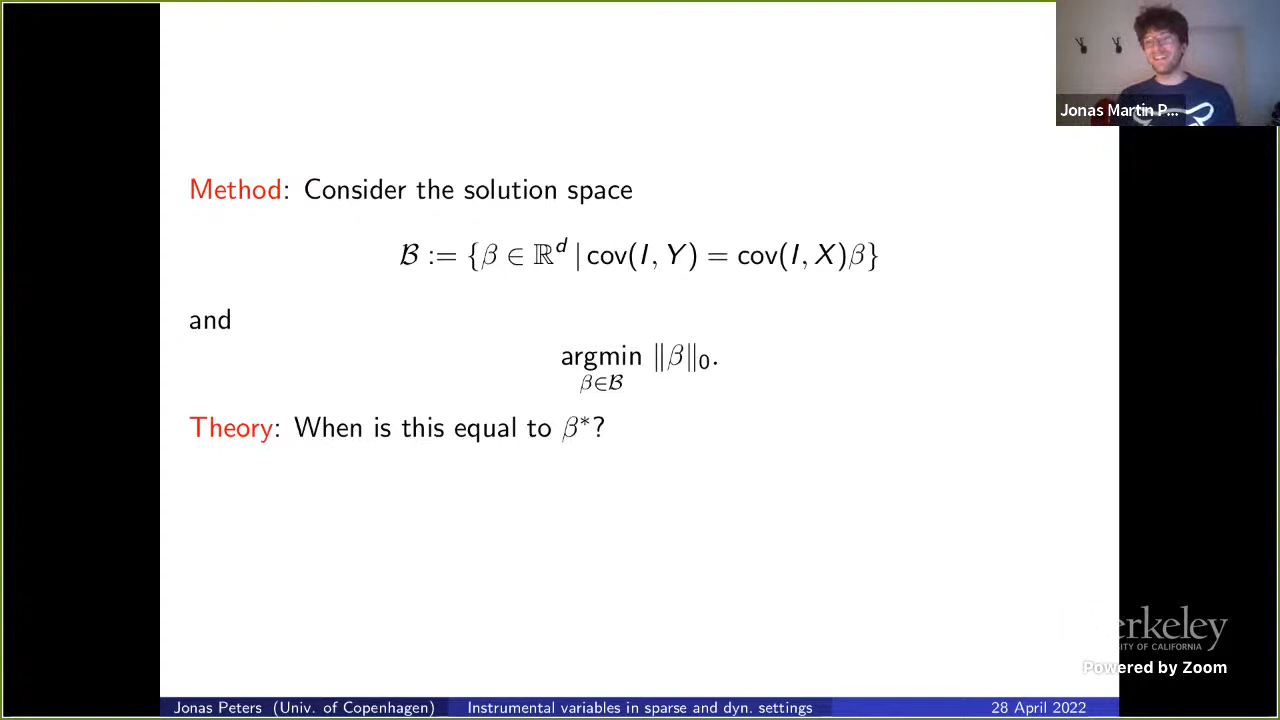 Jonas Martin P...
Method: Consider the solution space
ℬ := {β ∈ ℝᵈ | cov(I, Y) = cov(I, X)β}
and
argmin ‖β‖₀.
β∈ℬ
Theory: When is this equal to β*?
Powered by Zoom
Jonas Peters (Univ. of Copenhagen) Instrumental variables in sparse and dyn. settings 28 April 2022